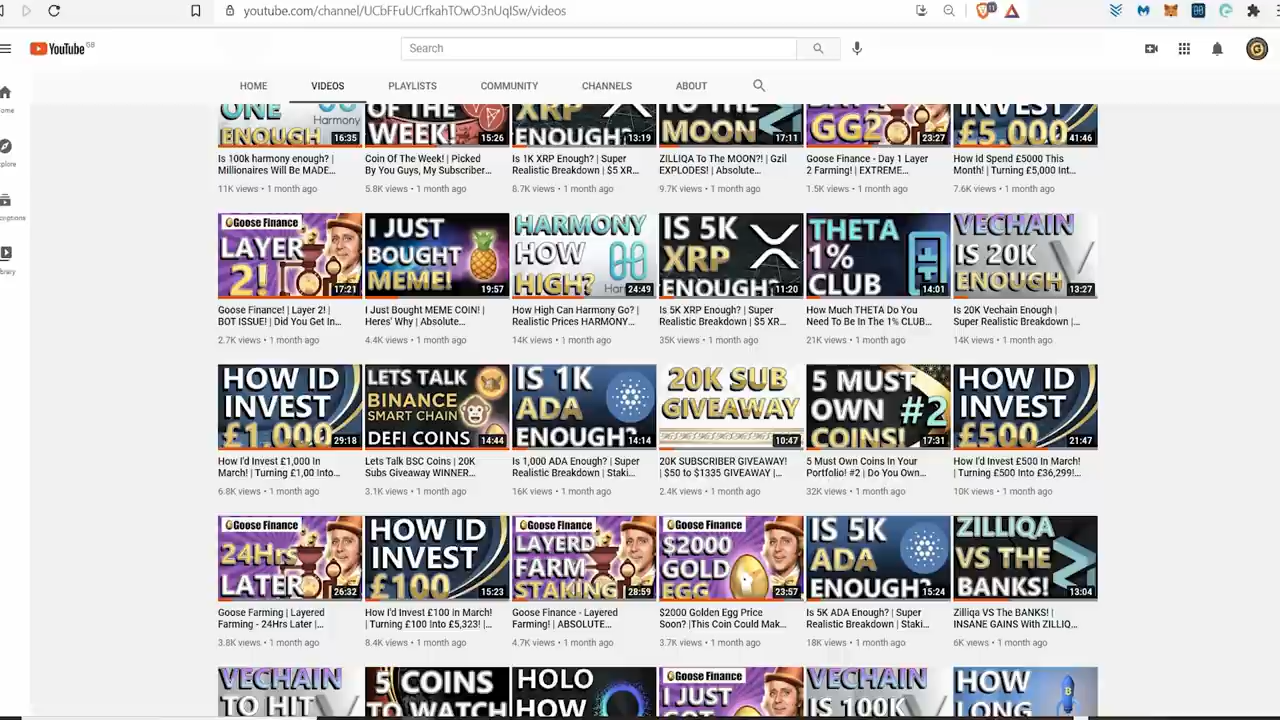 youtube.com/channel/UCbFFuUCrfkahTOwO3nUqISw/videos
YouTube GB
Search
HOME VIDEOS PLAYLISTS COMMUNITY CHANNELS ABOUT
ONE
ENOUGH
Harmony
16:35
OF THE
WEEK!
15:26
XRP
ENOUGH
13:19
TO THE
MOON
17:11
GG2
23:27
INVEST
£5,000
41:46
Is 100k harmony enough? |
Millionaires Will Be MADE...
11K views • 1 month ago
Coin Of The Week! | Picked
By You Guys, My Subscriber...
5.8K views • 1 month ago
Is 1K XRP Enough? | Super
Realistic Breakdown | $5 XR...
8.7K views • 1 month ago
ZILLIQA To The MOON?! | Gzil
EXPLODES! | Absolute...
9.7K views • 1 month ago
Goose Finance - Day 1 Layer
2 Farming! | EXTREME...
1.5K views • 1 month ago
How Id Spend £5000 This
Month! | Turning £5,000 Int...
7.6K views • 1 month ago
Goose Finance
LAYER
2!
17:21
I JUST
BOUGHT
MEME!
19:57
HARMONY
HOW
HIGH?
24:49
IS 5K
XRP
ENOUGH?
11:20
THETA
1%
CLUB
14:01
VECHAIN
IS 20K
ENOUGH
13:27
Goose Finance! | Layer 2! |
BOT ISSUE! | Did You Get In...
2.7K views • 1 month ago
I Just Bought MEME COIN! |
Heres' Why | Absolute...
4.4K views • 1 month ago
How High Can Harmony Go? |
Realistic Prices HARMONY...
14K views • 1 month ago
Is 5K XRP Enough? | Super
Realistic Breakdown | $5 XR...
35K views • 1 month ago
How Much THETA Do You
Need To Be In The 1% CLUB...
21K views • 1 month ago
Is 20K Vechain Enough |
Super Realistic Breakdown |...
14K views • 1 month ago
HOW ID
INVEST
£1,000
29:18
LETS TALK
BINANCE
SMART CHAIN
DEFI COINS
14:44
IS 1K
ADA
ENOUGH?
14:14
20K SUB
GIVEAWAY
10:47
5 MUST
OWN #2
COINS!
17:31
HOW ID
INVEST
£500
21:47
How I'd Invest £1,000 In
March! | Turning £1,00 Into...
6.8K views • 1 month ago
Lets Talk BSC Coins | 20K
Subs Giveaway WINNER...
3.1K views • 1 month ago
Is 1,000 ADA Enough? | Super
Realistic Breakdown | Staki...
16K views • 1 month ago
20K SUBSCRIBER GIVEAWAY!
| $5 to $1335 GIVEAWAY |...
2.4K views • 1 month ago
5 Must Own Coins In Your
Portfolio! #2 | Do You Own...
32K views • 1 month ago
How I'd Invest £500 In March!
| Turning £500 Into £36,299!...
10K views • 1 month ago
Goose Finance
24Hrs
LATER
26:32
HOW ID
INVEST
£100
15:23
Goose Finance
LAYERD
FARM
STAKING
28:59
Goose Finance
$2000
GOLD
EGG
23:57
IS 5K
ADA
ENOUGH?
15:24
ZILLIQA
VS THE
BANKS!
13:04
Goose Farming | Layered
Farming - 24Hrs Later |...
3.8K views • 1 month ago
How I'd Invest £100 In March!
| Turning £100 Into £5,323! |...
8.4K views • 1 month ago
Goose Finance - Layered
Farming! | ABSOLUTE...
4.7K views • 1 month ago
$2000 Golden Egg Price
Soon? |This Coin Could Mak...
3.7K views • 1 month ago
Is 5K ADA Enough? | Super
Realistic Breakdown | Staki...
18K views • 1 month ago
Zilliqa VS The BANKS! |
INSANE GAINS With ZILLIQ...
6K views • 1 month ago
VECHAIN
TO HIT
5 COINS
TO WATCH
HOLO
HOW
Goose Finance
I JUST
VECHAIN
IS 100K
HOW
LONG